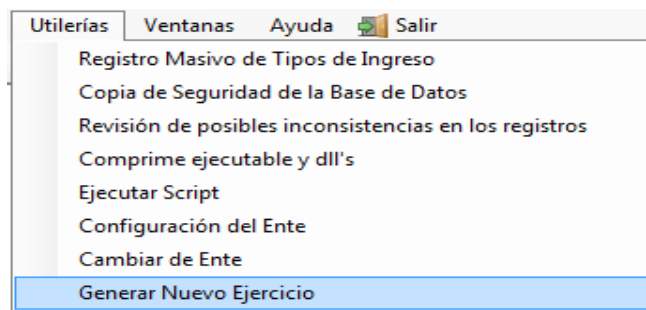 Utilerías Ventanas Ayuda Salir
Registro Masivo de Tipos de Ingreso
Copia de Seguridad de la Base de Datos
Revisión de posibles inconsistencias en los registros
Comprime ejecutable y dll's
Ejecutar Script
Configuración del Ente
Cambiar de Ente
Generar Nuevo Ejercicio